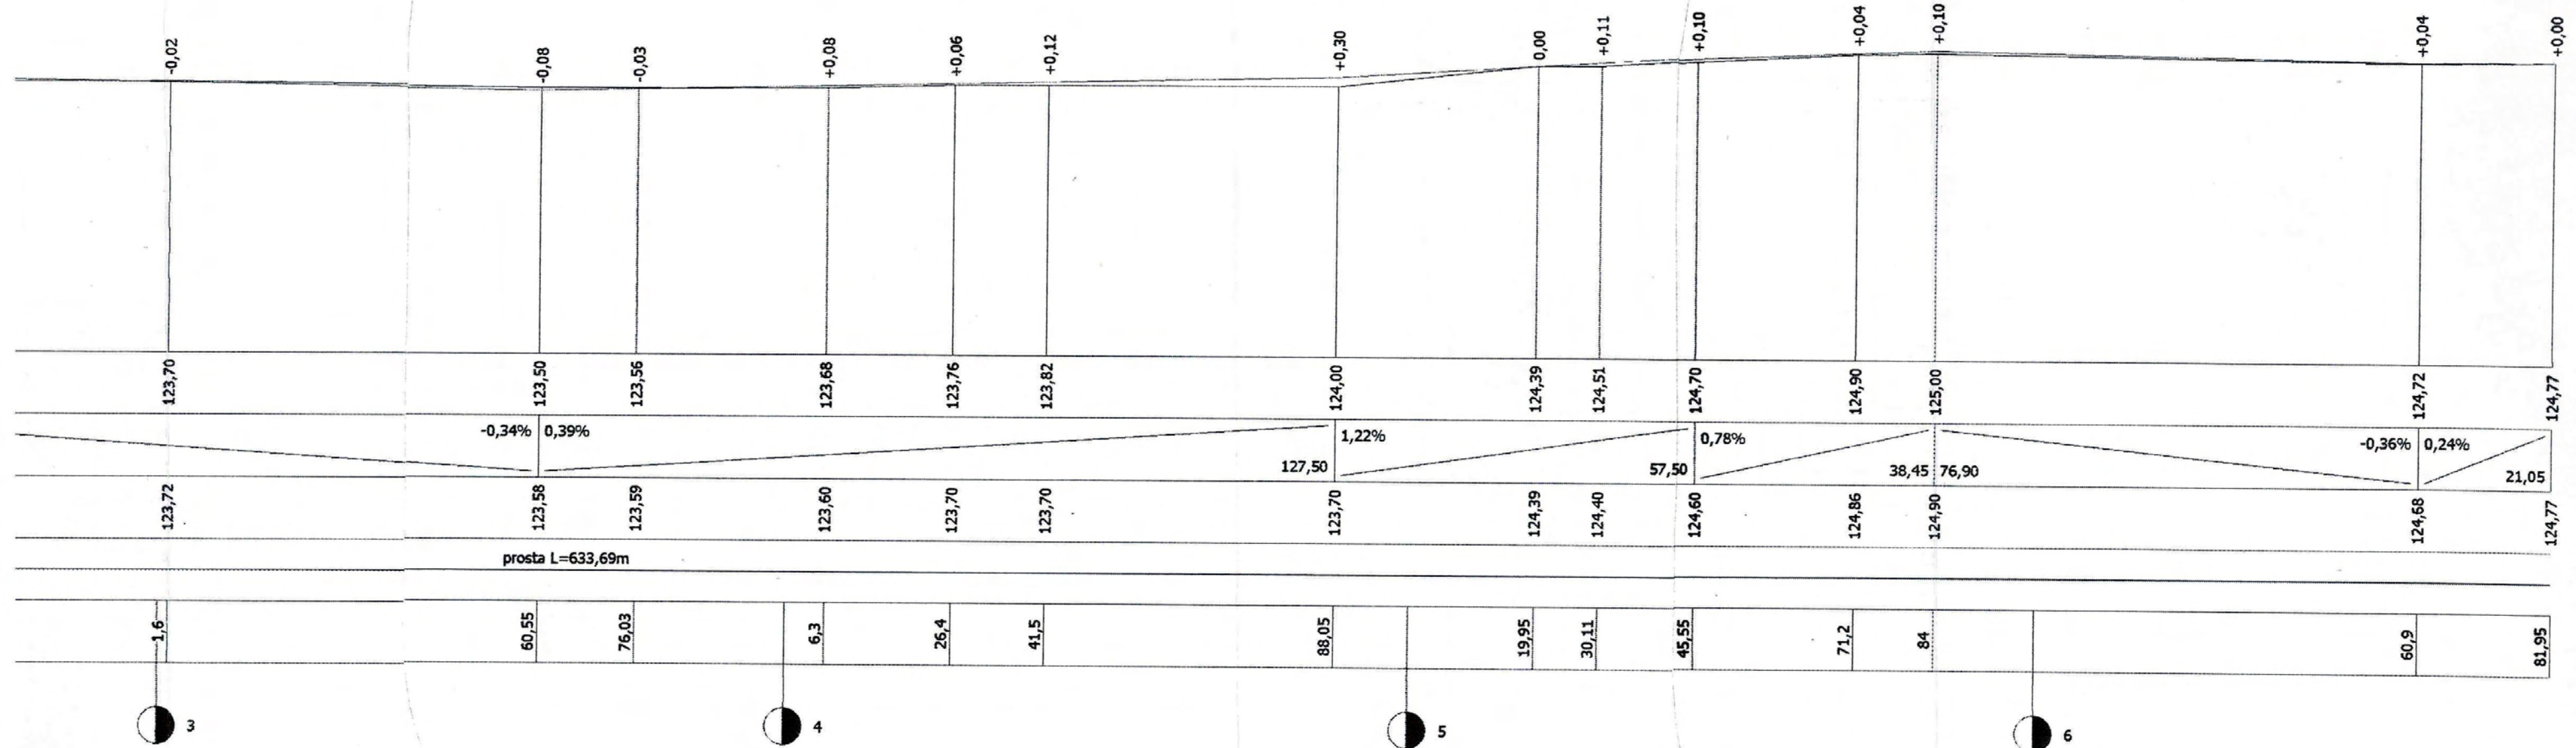 -0,02 -0,08 -0,03 +0,08 +0,06 +0,12 +0,30 0,00 +0,11 +0,10 +0,04 +0,10 +0,04 +0,00
123,70 123,50 123,56 123,68 123,76 123,82 124,00 124,39 124,51 124,70 124,90 125,00 124,72 124,77
-0,34% 0,39% 1,22% 0,78% -0,36% 0,24%
127,50 57,50 38,45 76,90 21,05
123,72 123,58 123,59 123,60 123,70 123,70 123,70 124,39 124,40 124,60 124,86 124,90 124,68 124,77
prosta L=633,69m
1,6 60,55 76,03 6,3 26,4 41,5 88,05 19,95 30,11 45,55 71,2 84 60,9 81,95
3 4 5 6